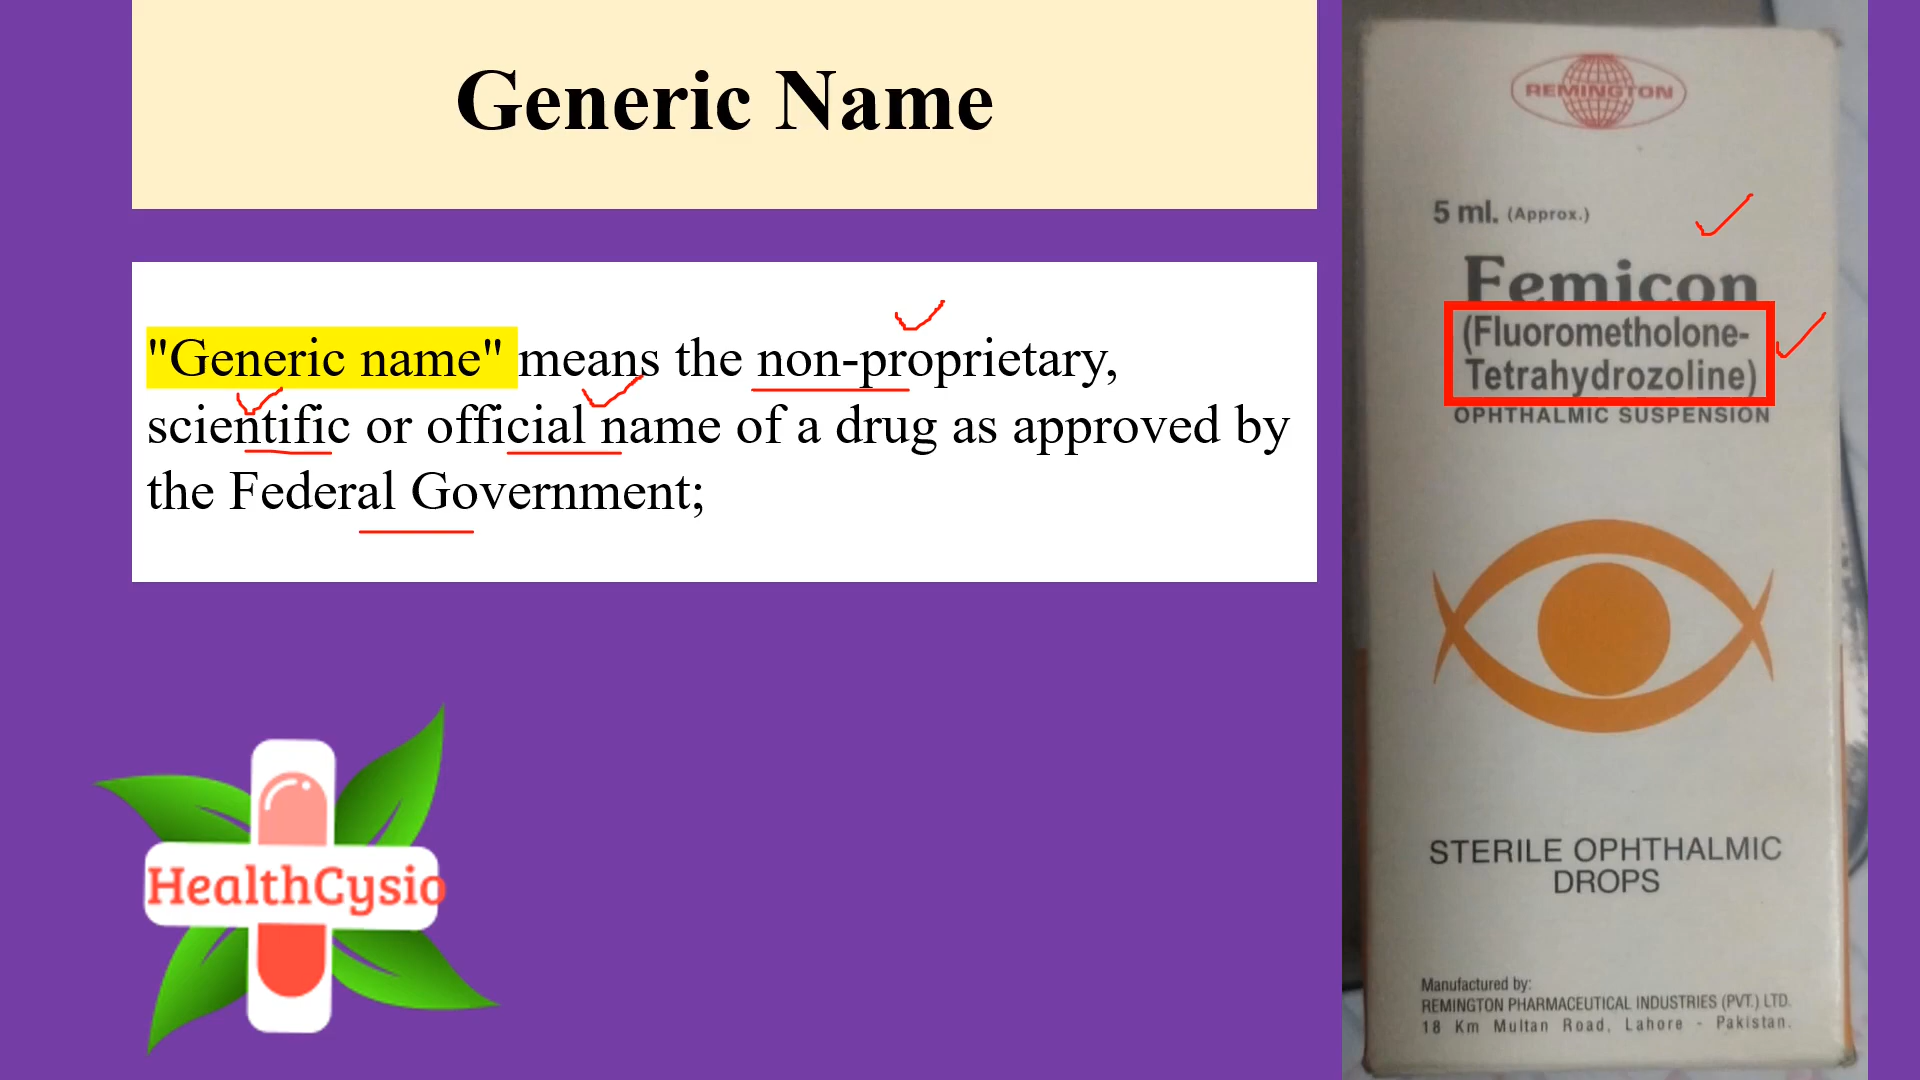 Generic Name
"Generic name" means the non-proprietary,
scientific or official name of a drug as approved by
the Federal Government;
HealthCysio
REMINGTON
5 ml. (Approx.)
Femicon
(Fluorometholone-
Tetrahydrozoline)
OPHTHALMIC SUSPENSION
STERILE OPHTHALMIC
DROPS
Manufactured by:
REMINGTON PHARMACEUTICAL INDUSTRIES (PVT.) LTD.
18 Km Multan Road, Lahore - Pakistan.